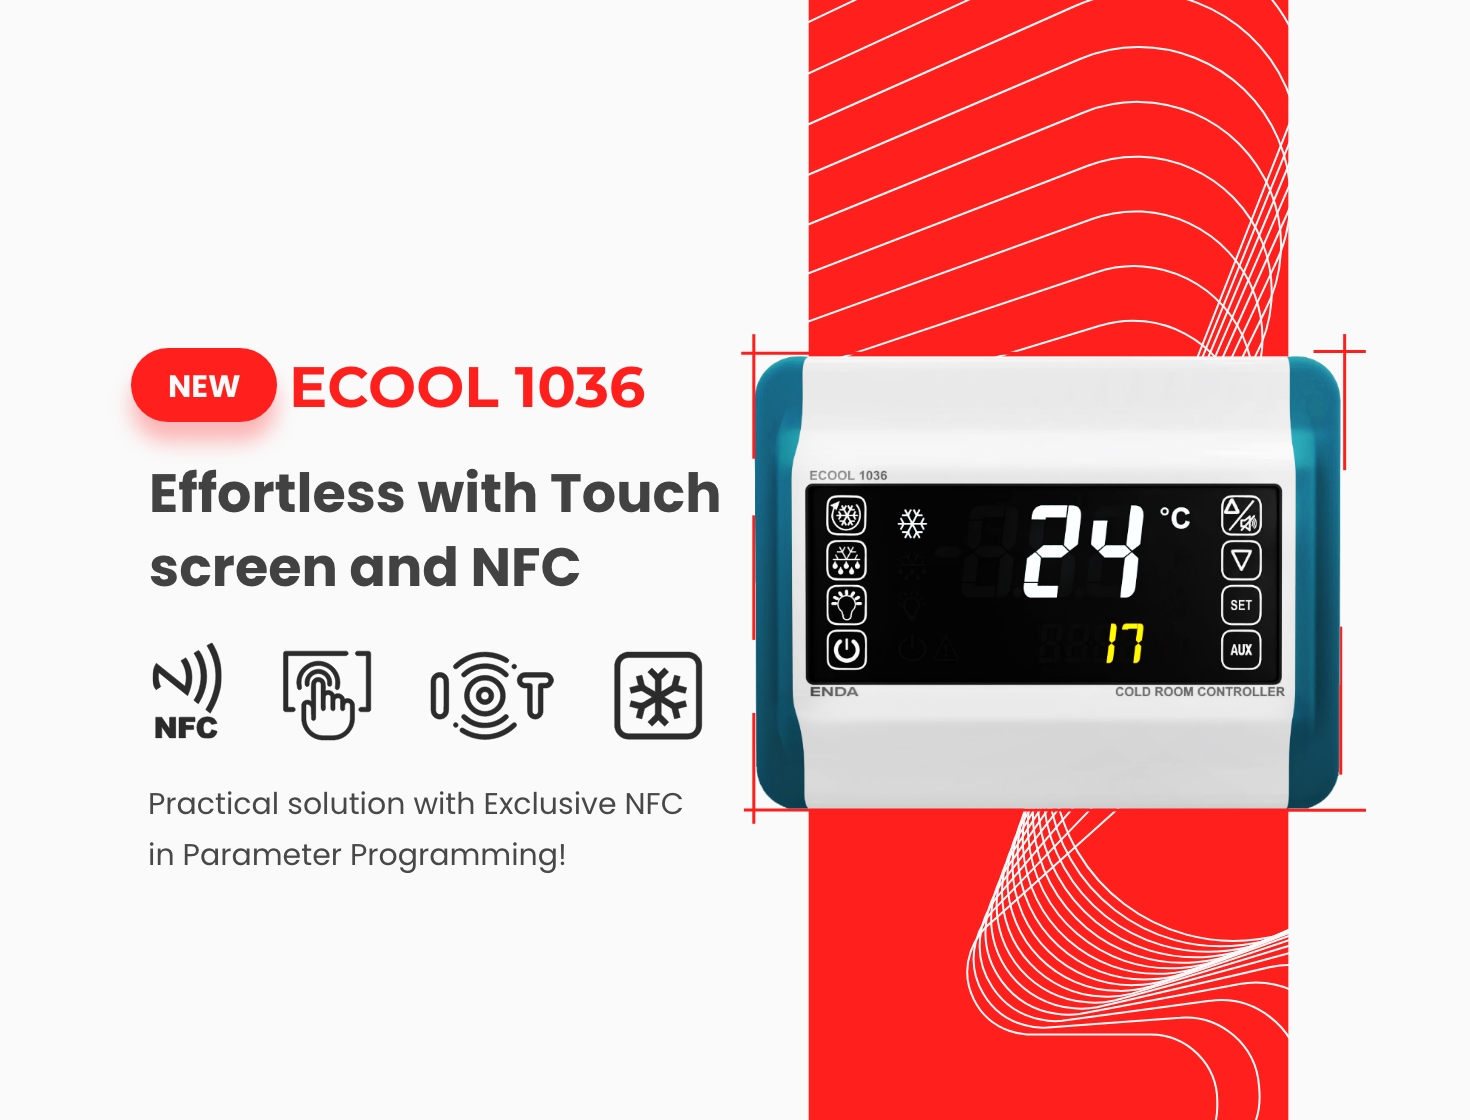 NEW ECOOL 1036
Effortless with Touch
screen and NFC
NFC
IOT
Practical solution with Exclusive NFC
in Parameter Programming!
ECOOL 1036
24 °C
17
SET
AUX
ENDA
COLD ROOM CONTROLLER